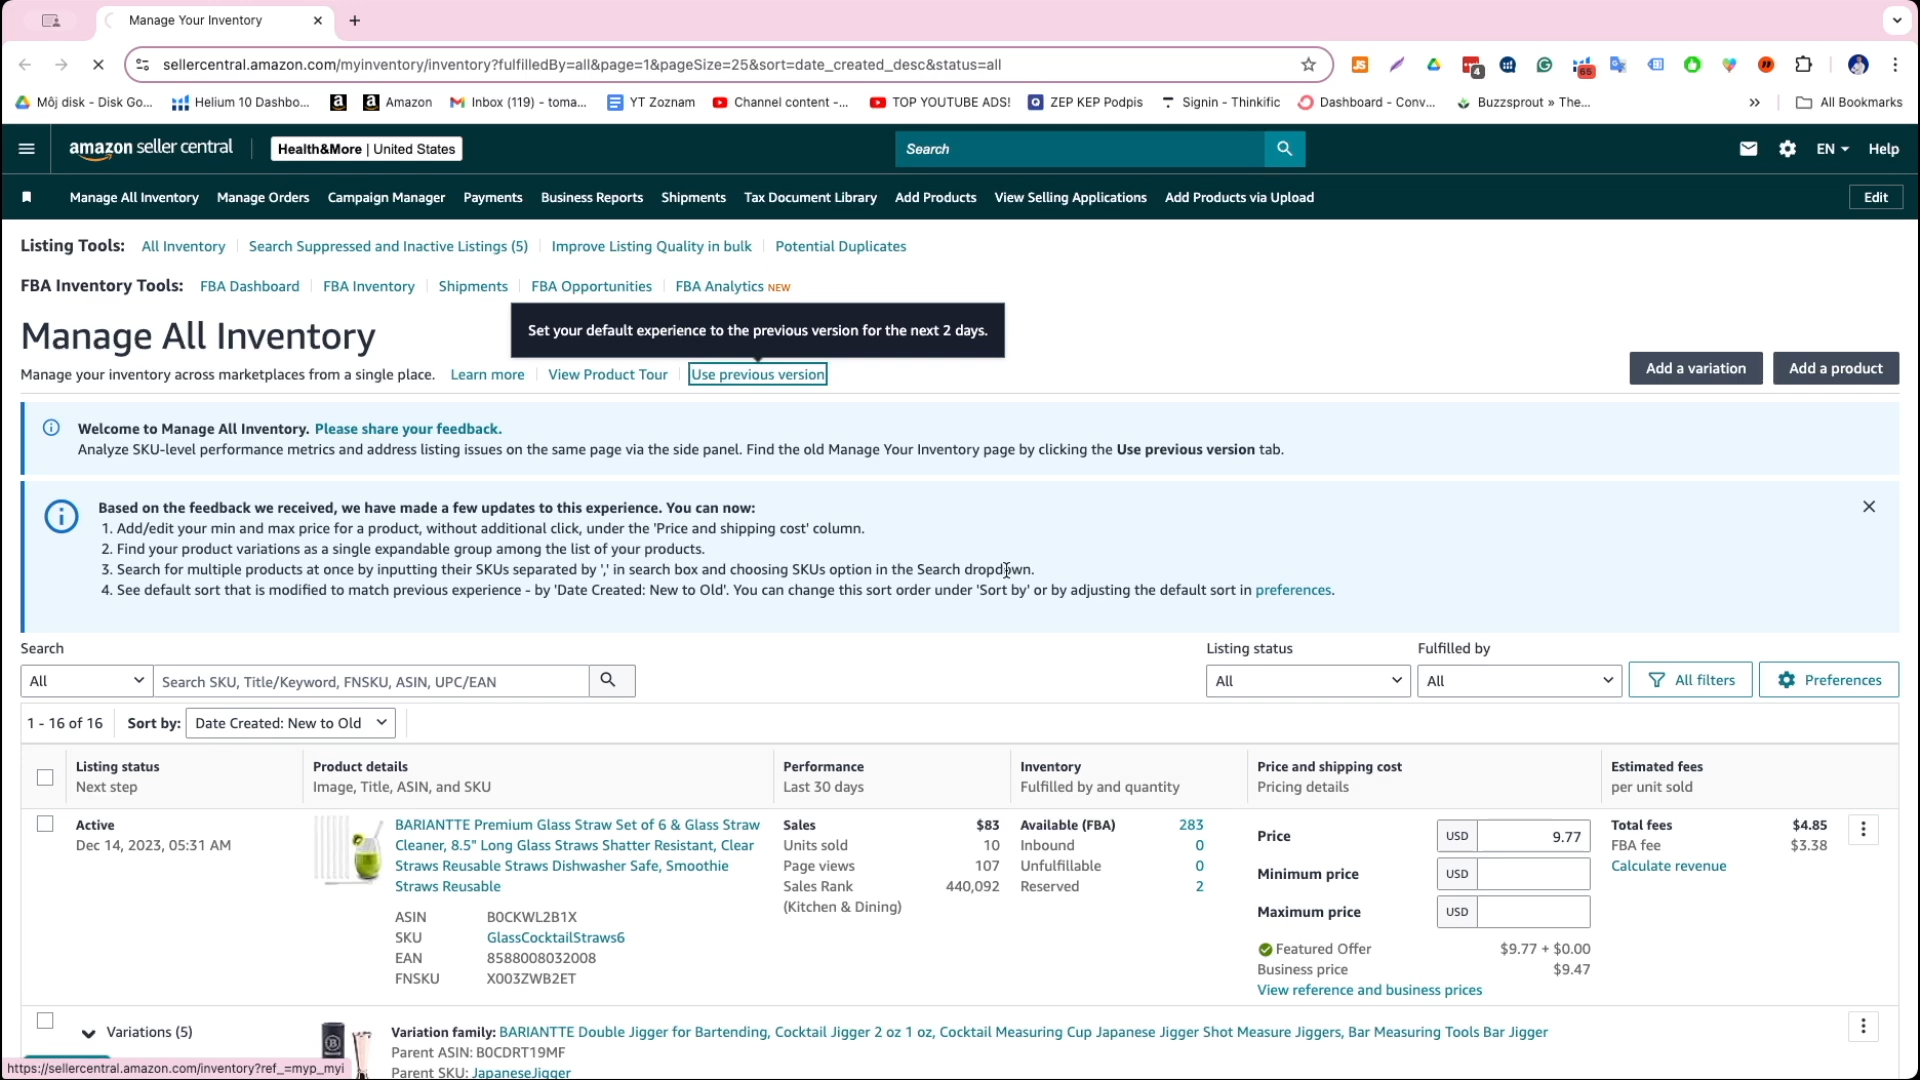 Manage Your Inventory
sellercentral.amazon.com/myinventory/inventory?fulfilledBy=all&page=1&pageSize=25&sort=date_created_desc&status=all
JS
4
65
Môj disk - Disk Go...
Helium 10 Dashbo...
Amazon
Inbox (119) - toma...
YT Zoznam
Channel content -...
TOP YOUTUBE ADS!
ZEP KEP Podpis
Signin - Thinkific
Dashboard - Conv...
Buzzsprout » The...
All Bookmarks
amazon seller central
Health&More | United States
Search
EN
Help
Manage All Inventory
Manage Orders
Campaign Manager
Payments
Business Reports
Shipments
Tax Document Library
Add Products
View Selling Applications
Add Products via Upload
Edit
Listing Tools:
All Inventory
Search Suppressed and Inactive Listings (5)
Improve Listing Quality in bulk
Potential Duplicates
FBA Inventory Tools:
FBA Dashboard
FBA Inventory
Shipments
FBA Opportunities
FBA Analytics NEW
Set your default experience to the previous version for the next 2 days.
Manage All Inventory
Manage your inventory across marketplaces from a single place.
Learn more
View Product Tour
Use previous version
Add a variation
Add a product
Welcome to Manage All Inventory. Please share your feedback.
Analyze SKU-level performance metrics and address listing issues on the same page via the side panel. Find the old Manage Your Inventory page by clicking the Use previous version tab.
Based on the feedback we received, we have made a few updates to this experience. You can now:
1. Add/edit your min and max price for a product, without additional click, under the 'Price and shipping cost' column.
2. Find your product variations as a single expandable group among the list of your products.
3. Search for multiple products at once by inputting their SKUs separated by ',' in search box and choosing SKUs option in the Search dropdown.
4. See default sort that is modified to match previous experience - by 'Date Created: New to Old'. You can change this sort order under 'Sort by' or by adjusting the default sort in preferences.
Search
Listing status
Fulfilled by
All
Search SKU, Title/Keyword, FNSKU, ASIN, UPC/EAN
All
All
All filters
Preferences
1 - 16 of 16
Sort by:
Date Created: New to Old
Listing status
Next step
Product details
Image, Title, ASIN, and SKU
Performance
Last 30 days
Inventory
Fulfilled by and quantity
Price and shipping cost
Pricing details
Estimated fees
per unit sold
Active
Dec 14, 2023, 05:31 AM
BARIANTTE Premium Glass Straw Set of 6 & Glass Straw
Cleaner, 8.5" Long Glass Straws Shatter Resistant, Clear
Straws Reusable Straws Dishwasher Safe, Smoothie
Straws Reusable
ASIN B0CKWL2B1X
SKU GlassCocktailStraws6
EAN 8588008032008
FNSKU X003ZWB2ET
Sales $83
Units sold 10
Page views 107
Sales Rank 440,092
(Kitchen & Dining)
Available (FBA) 283
Inbound 0
Unfulfillable 0
Reserved 2
Price USD 9.77
Minimum price USD
Maximum price USD
Featured Offer $9.77 + $0.00
Business price $9.47
View reference and business prices
Total fees $4.85
FBA fee $3.38
Calculate revenue
Variations (5)
Variation family: BARIANTTE Double Jigger for Bartending, Cocktail Jigger 2 oz 1 oz, Cocktail Measuring Cup Japanese Jigger Shot Measure Jiggers, Bar Measuring Tools Bar Jigger
Parent ASIN: B0CDRT19MF
Parent SKU: JapaneseJigger
https://sellercentral.amazon.com/inventory?ref_=myp_myi